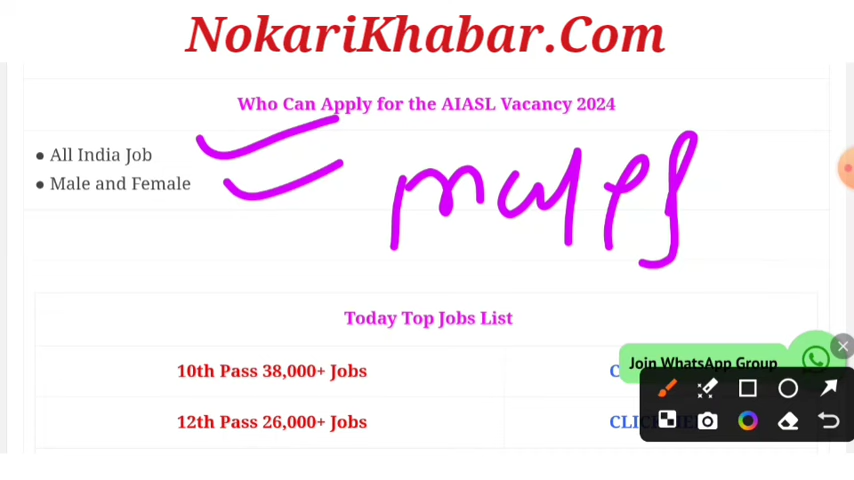 NokariKhabar.Com
Who Can Apply for the AIASL Vacancy 2024
● All India Job
● Male and Female
Today Top Jobs List
Join WhatsApp Group
10th Pass 38,000+ Jobs
12th Pass 26,000+ Jobs